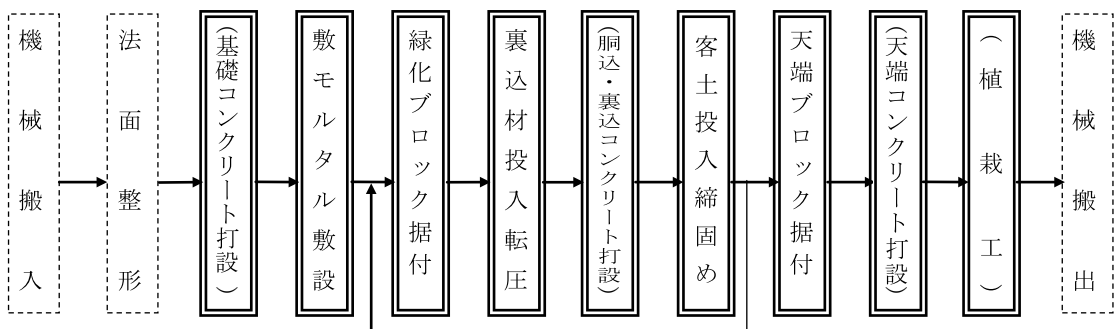 機械搬入
法面整形
(基礎コンクリート打設)
敷モルタル敷設
緑化ブロック据付
裏込材投入転圧
(胴込・裏込コンクリート打設)
客土投入締固め
天端ブロック据付
(天端コンクリート打設)
(植栽工)
機械搬出